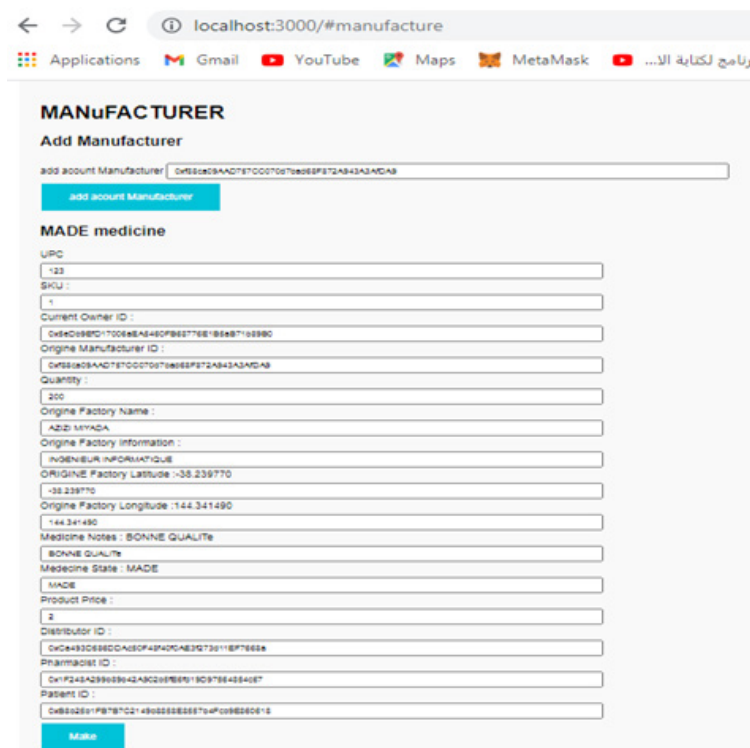 localhost:3000/#manufacture
Applications Gmail YouTube Maps MetaMask رنامج لكتابة الا...
MANuFACTURER
Add Manufacturer
add acount Manufacturer
add acount Manufacturer
MADE medicine
UPC
123
SKU :
1
Current Owner ID :
Origine Manufacturer ID :
Quantity :
200
Origine Factory Name :
AZIZI MIYADA
Origine Factory Information :
INGENIEUR INFORMATIQUE
ORIGINE Factory Latitude :-38.239770
-38.239770
Origine Factory Longitude :144.341490
144.341490
Medicine Notes : BONNE QUALITe
BONNE QUALITe
Medecine State : MADE
MADE
Product Price :
2
Distributor ID :
Pharmacist ID :
Patient ID :
Make